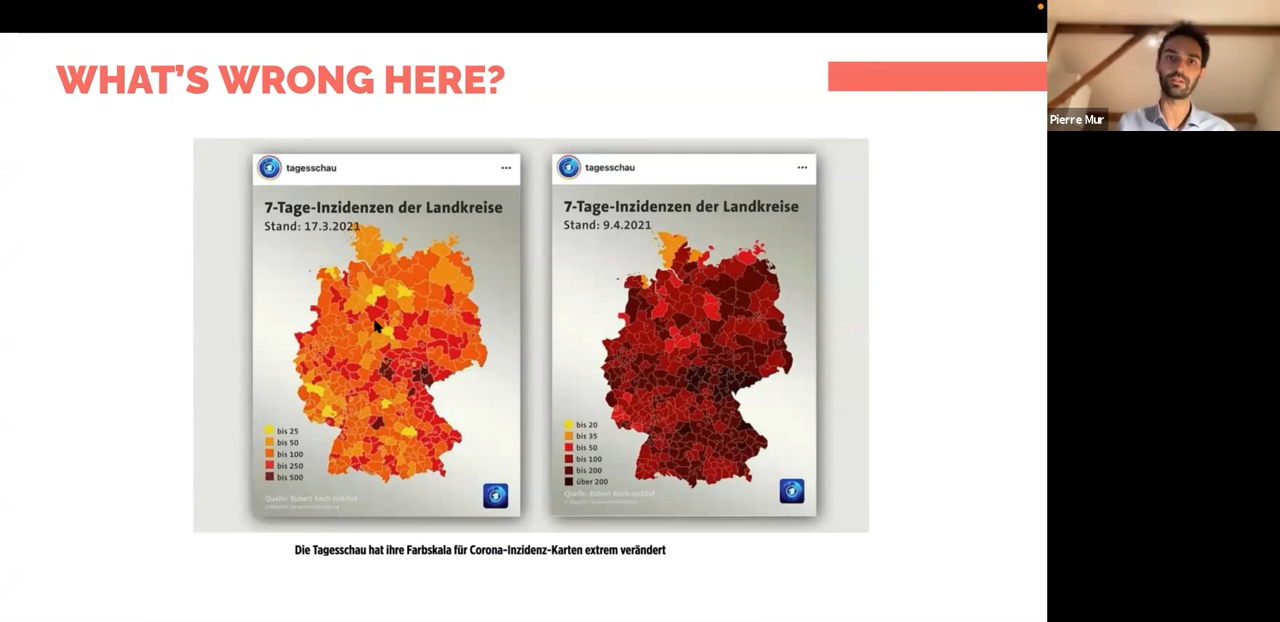 WHAT'S WRONG HERE?
Pierre Mur
tagesschau
7-Tage-Inzidenzen der Landkreise
Stand: 17.3.2021
bis 25
bis 50
bis 100
bis 250
bis 500
Quelle: Robert Koch-Institut
tagesschau
7-Tage-Inzidenzen der Landkreise
Stand: 9.4.2021
bis 20
bis 35
bis 50
bis 100
bis 200
über 200
Quelle: Robert Koch-Institut
Die Tagesschau hat ihre Farbskala für Corona-Inzidenz-Karten extrem verändert